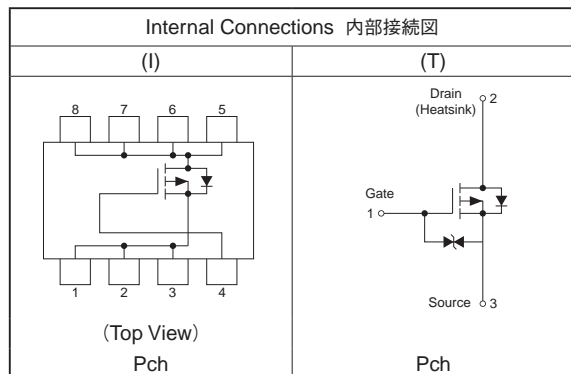 Internal Connections 内部接続図
(I)
(T)
8 7 6 5
1 2 3 4
(Top View)
Pch
Drain
(Heatsink)
2
Gate
1
Source
3
Pch